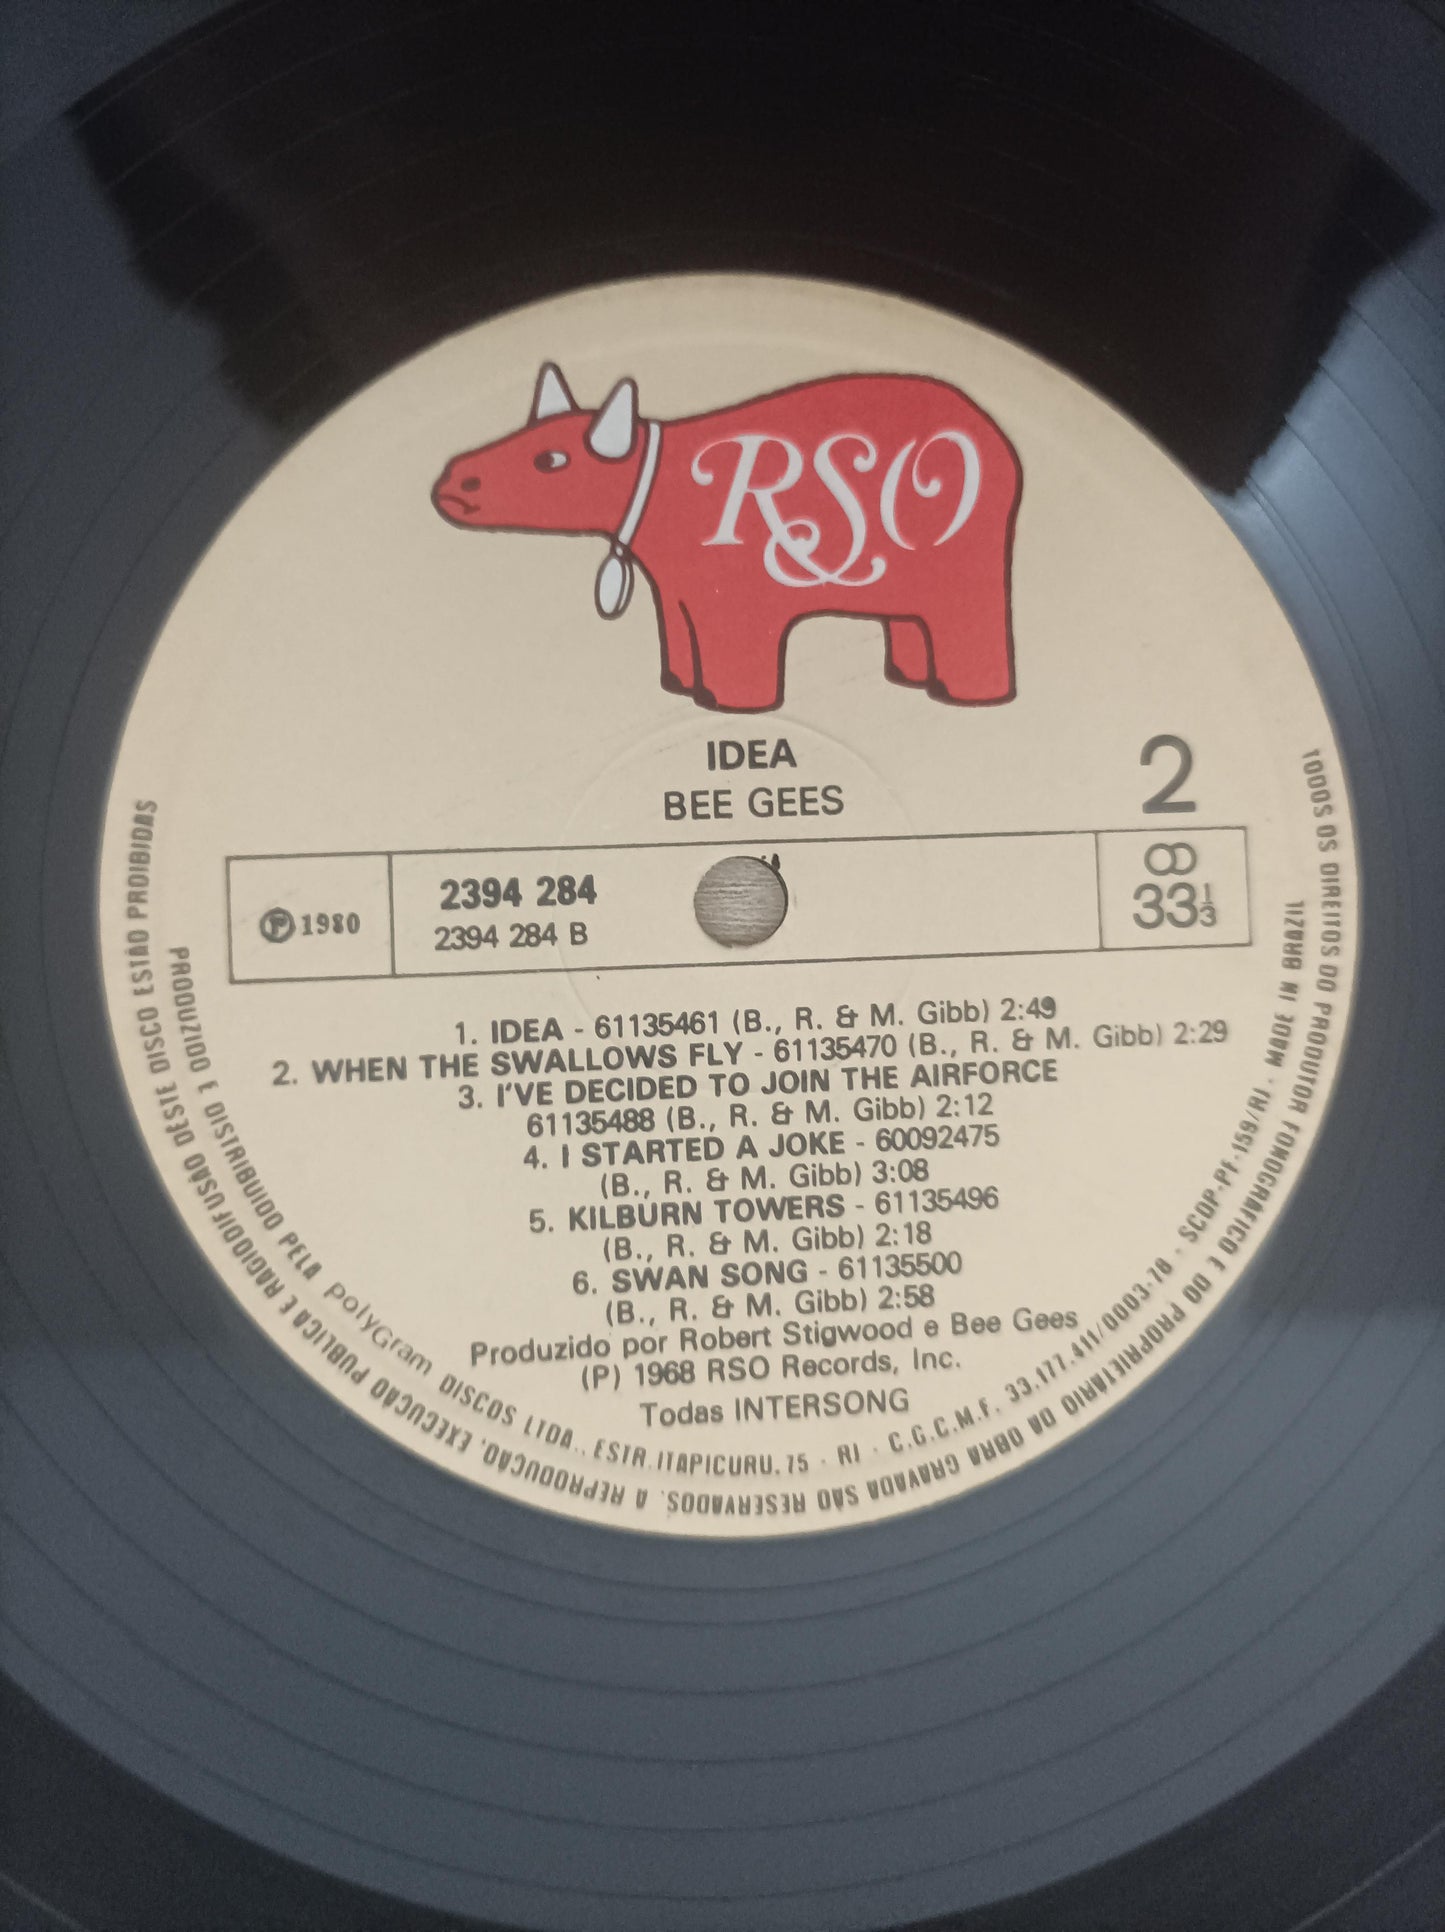 RSO
IDEA
BEE GEES
2
℗ 1980
2394 284
2394 284 B
33 1/3
1. IDEA - 61135461 (B., R. & M. Gibb) 2:49
2. WHEN THE SWALLOWS FLY - 61135470 (B., R. & M. Gibb) 2:29
3. I'VE DECIDED TO JOIN THE AIRFORCE
61135488 (B., R. & M. Gibb) 2:12
4. I STARTED A JOKE - 60092475
(B., R. & M. Gibb) 3:08
5. KILBURN TOWERS - 61135496
(B., R. & M. Gibb) 2:18
6. SWAN SONG - 61135500
(B., R. & M. Gibb) 2:58
Produzido por Robert Stigwood e Bee Gees
(P) 1968 RSO Records, Inc.
Todas INTERSONG
PRODUZIDO E DISTRIBUIDO PELA polyGram DISCOS LTDA., ESTR. ITAPICURU, 75 - RJ - C.G.C.M.F. 33.177.411/0003-78 - SCDP-PF-159/RJ. MADE IN BRAZIL
TODOS OS DIREITOS DO PRODUTOR FONOGRÁFICO E DO PROPRIETÁRIO DA OBRA GRAVADA SÃO RESERVADOS. A REPRODUÇÃO, EXECUÇÃO PÚBLICA E RADIODIFUSÃO DESTE DISCO ESTÃO PROIBIDAS